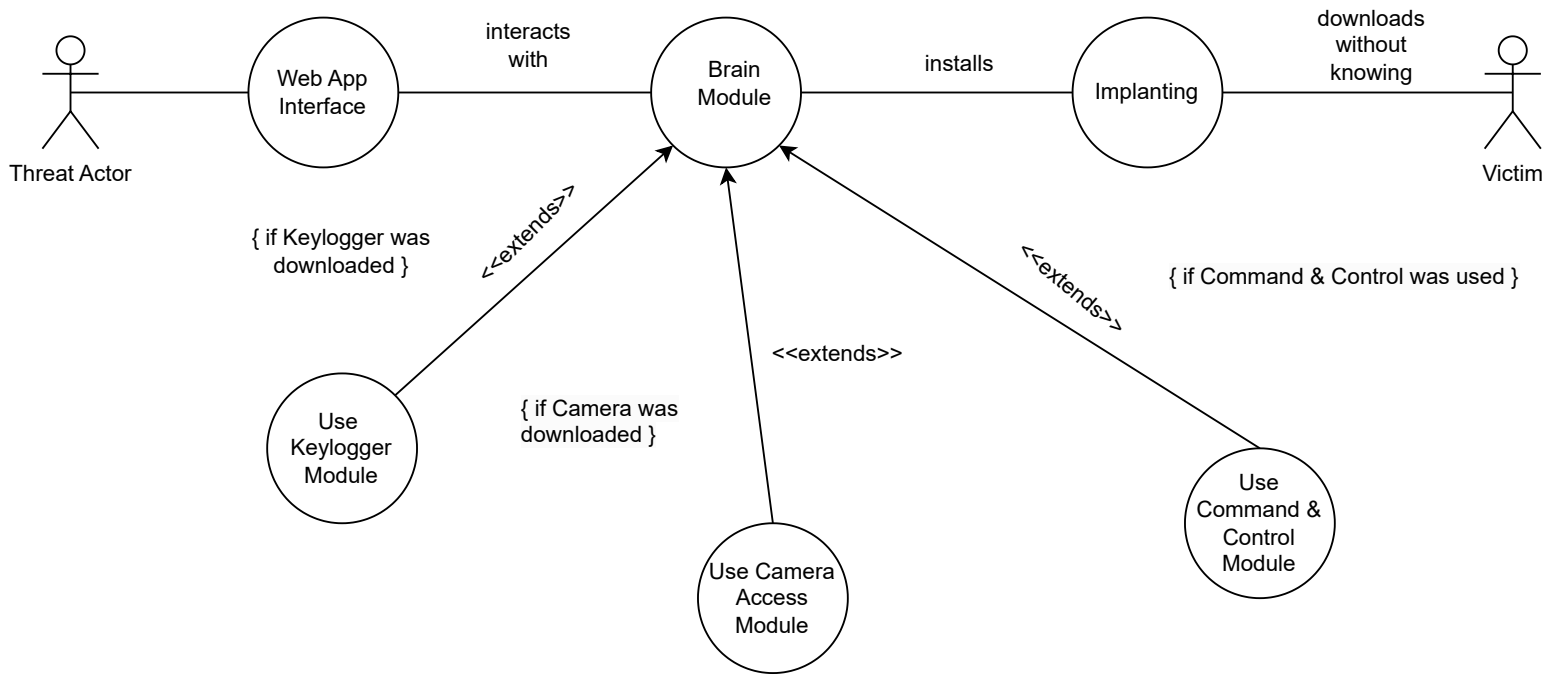 interacts
with
downloads
without
knowing
Web App
Interface
Brain
Module
installs
Implanting
Threat Actor
Victim
{ if Keylogger was
downloaded }
<<extends>>
<<extends>>
{ if Command & Control was used }
<<extends>>
{ if Camera was
downloaded }
Use
Keylogger
Module
Use
Command &
Control
Module
Use Camera
Access
Module